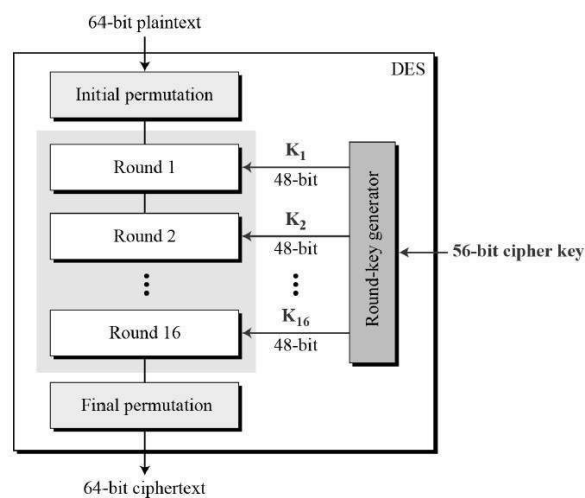 64-bit plaintext
DES
Initial permutation
Round 1
K1
48-bit
Round 2
K2
48-bit
Round-key generator
56-bit cipher key
Round 16
K16
48-bit
Final permutation
64-bit ciphertext